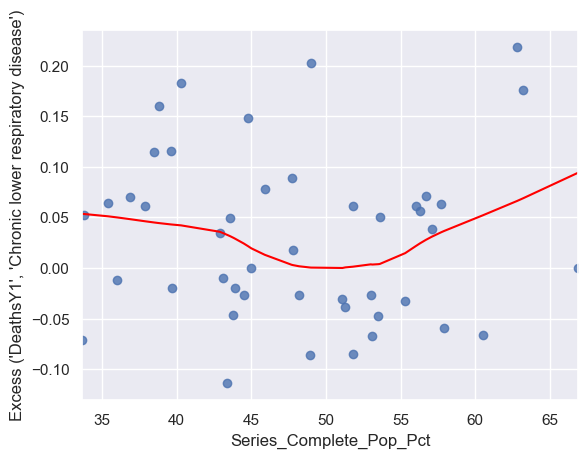 Excess ('DeathsY1', 'Chronic lower respiratory disease')
0.20
0.15
0.10
0.05
0.00
−0.05
−0.10
35 40 45 50 55 60 65
Series_Complete_Pop_Pct